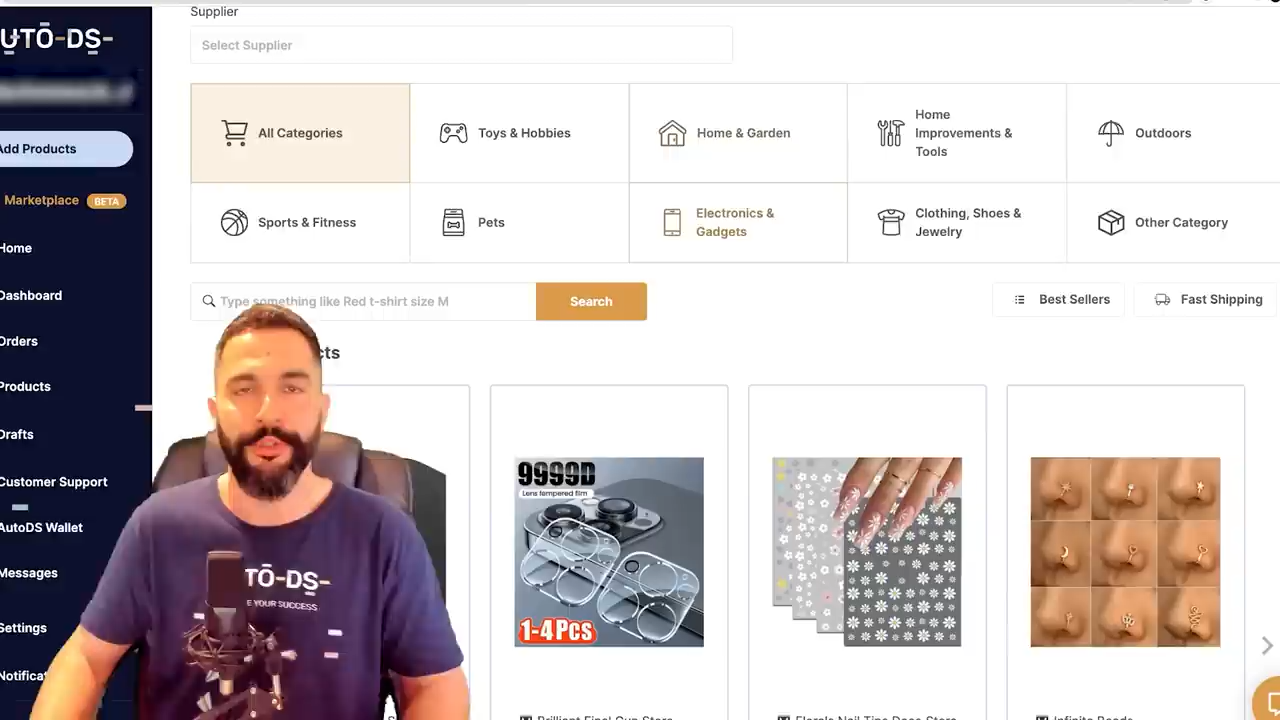 Supplier
Select Supplier
UTO-DS-
Add Products
Marketplace BETA
Home
Dashboard
Orders
Products
Drafts
Customer Support
AutoDS Wallet
Messages
Settings
All Categories
Toys & Hobbies
Home & Garden
Home
Improvements &
Tools
Outdoors
Sports & Fitness
Pets
Electronics &
Gadgets
Clothing, Shoes &
Jewelry
Other Category
Type something like Red t-shirt size M
Search
Best Sellers
Fast Shipping
cts
9999D
Lens tempered film
1-4Pcs
TO-DS-
E YOUR SUCCESS